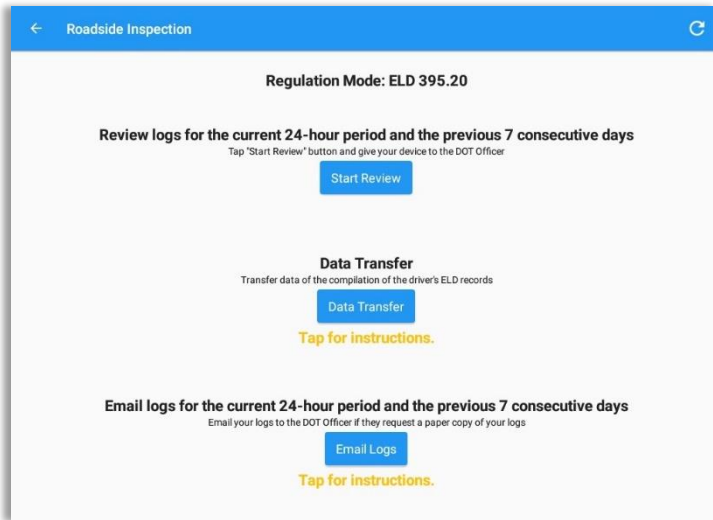 Roadside Inspection
Regulation Mode: ELD 395.20
Review logs for the current 24-hour period and the previous 7 consecutive days
Tap "Start Review" button and give your device to the DOT Officer
Start Review
Data Transfer
Transfer data of the compilation of the driver's ELD records
Data Transfer
Tap for instructions.
Email logs for the current 24-hour period and the previous 7 consecutive days
Email your logs to the DOT Officer if they request a paper copy of your logs
Email Logs
Tap for instructions.